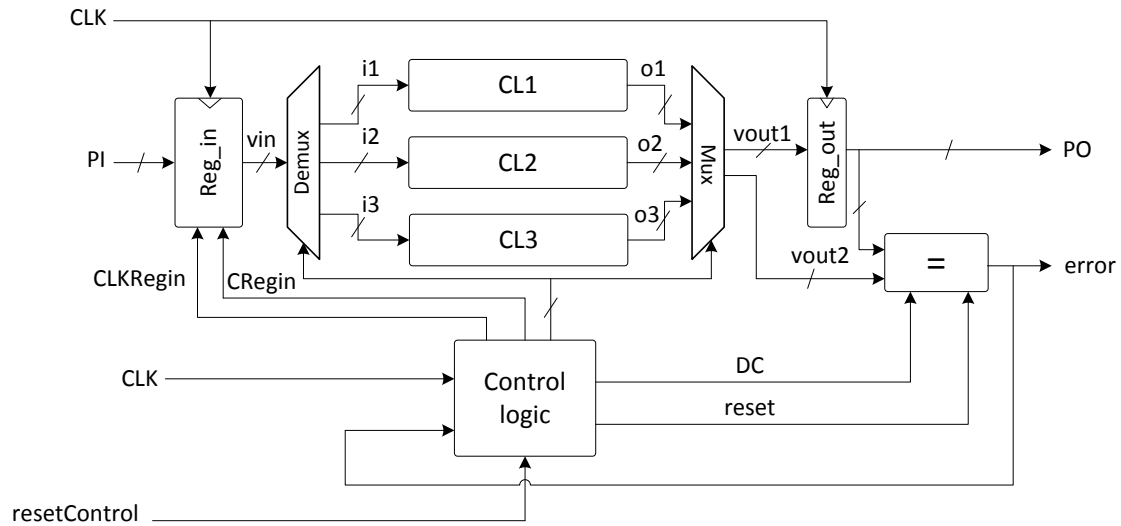 CLK
i1
CL1
o1
PI
Reg_in
vin
Demux
i2
CL2
o2
Mux
vout1
Reg_out
PO
i3
CL3
o3
vout2
=
error
CLKRegin
CRegin
CLK
Control
logic
DC
reset
resetControl